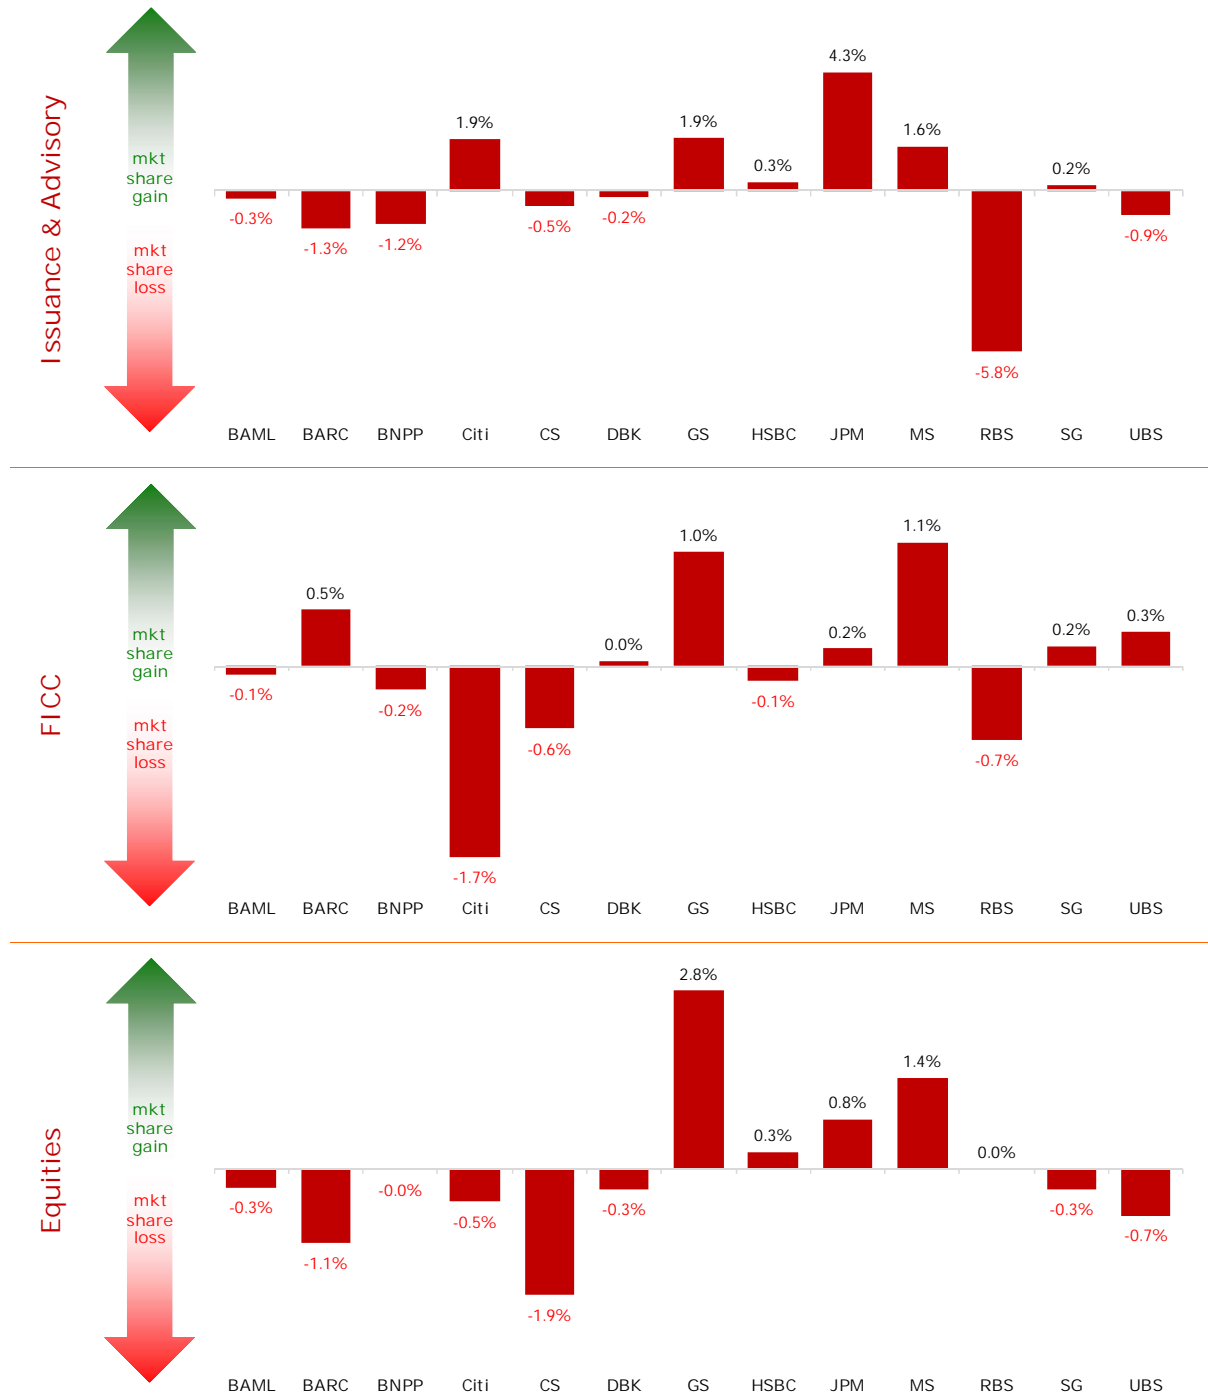 Issuance & Advisory
mkt
share
gain
mkt
share
loss
4.3%
1.9%
1.9%
1.6%
0.3%
0.2%
-0.3%
-1.3%
-1.2%
-0.5%
-0.2%
-0.9%
-5.8%
BAML BARC BNPP Citi CS DBK GS HSBC JPM MS RBS SG UBS
FICC
mkt
share
gain
mkt
share
loss
1.0%
1.1%
0.5%
0.0%
0.2%
0.2%
0.3%
-0.1%
-0.2%
-0.6%
-0.1%
-0.7%
-1.7%
BAML BARC BNPP Citi CS DBK GS HSBC JPM MS RBS SG UBS
Equities
mkt
share
gain
mkt
share
loss
2.8%
1.4%
0.8%
0.3%
0.0%
-0.3%
-0.0%
-0.5%
-0.3%
-0.3%
-0.7%
-1.1%
-1.9%
BAML BARC BNPP Citi CS DBK GS HSBC JPM MS RBS SG UBS